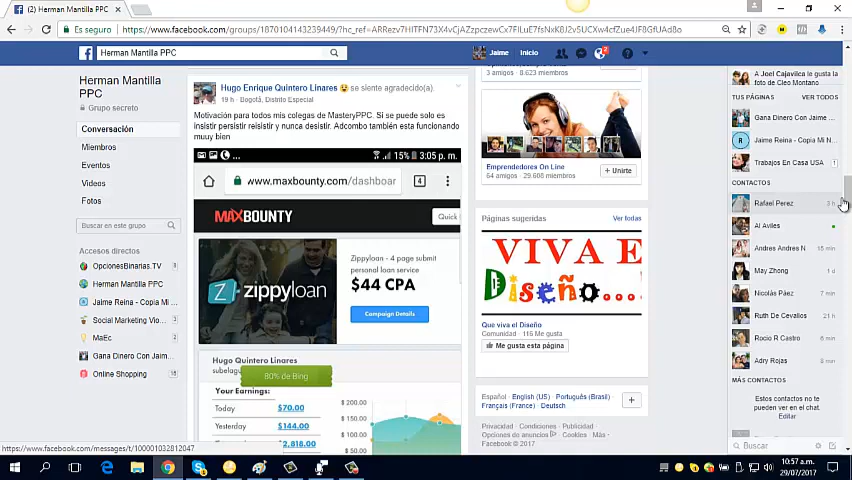 (2) Herman Mantilla PPC
Es seguro | https://www.facebook.com/groups/1870104143239449/?hc_ref=ARRezv7HITFN73X4vCjAZzpzcewCx7FILuE7fsNxK8J2v5UCXw4cfZue4JF8GfUAd8o
Herman Mantilla PPC
Jaime
Inicio
2
Herman Mantilla
PPC
Grupo secreto
Conversación
Miembros
Eventos
Videos
Fotos
Buscar en este grupo
Accesos directos
OpcionesBinarias.TV
Herman Mantilla PPC
Jaime Reina - Copia Mi ...
Social Marketing Vio...
MaEc
Gana Dinero Con Jaim...
Online Shopping
Hugo Enrique Quintero Linares se siente agradecido(a).
19 h · Bogotá, Distrito Especial
Motivación para todos mis colegas de MasteryPPC. Si se puede solo es
insistir persistir reisistir y nunca desistir. Adcombo también esta funcionando
muuy bien
15% 3:05 p. m.
www.maxbounty.com/dashboar
4
MAXBOUNTY
Quick
zippyloan
Zippyloan - 4 page submit
personal loan service
$44 CPA
Campaign Details
Hugo Quintero Linares
80% de Bing
Your Earnings:
Today $70.00
Yesterday $144.00
$2,818.00
200.00
150.00
100.00
3 amigos · 8.623 miembros
Emprendedores On Line
64 amigos · 29.608 miembros
+ Unirte
Páginas sugeridas
Ver todas
VIVA E
Diseño...!
Que viva el Diseño
Comunidad · 116 Me gusta
Me gusta esta página
Español · English (US) · Português (Brasil) ·
Français (France) · Deutsch
Privacidad · Condiciones · Publicidad ·
Opciones de anuncios · Cookies · Más ·
Facebook © 2017
A Joel Cajavilca le gusta la
foto de Cleo Montano
TUS PÁGINAS
VER TODOS
Gana Dinero Con Jaime ...
Jaime Reina - Copia Mi N...
Trabajos En Casa USA 1
CONTACTOS
Rafael Perez 3 h
Al Aviles
Andres Andres N 15 min
May Zhong 1 d
Nicolás Páez 7 min
Ruth De Cevallos 21 h
Rocio R Castro 6 min
Adry Rojas 8 min
MÁS CONTACTOS
Estos contactos no te
pueden ver en el chat.
Editar
Buscar
https://www.facebook.com/messages/t/100001032812047
10:57 a.m.
29/07/2017